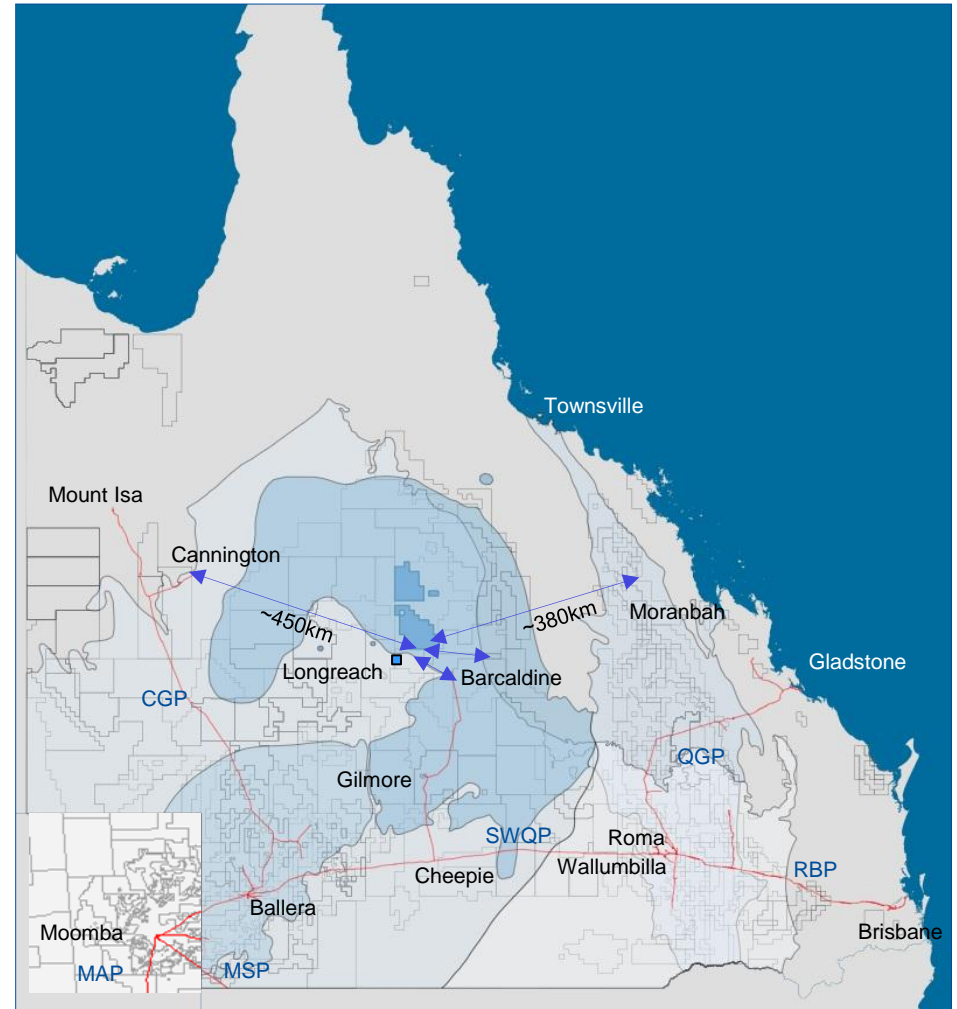 Townsville
Mount Isa
Cannington
~450km
~380km
Moranbah
Longreach
Barcaldine
Gladstone
CGP
Gilmore
QGP
SWQP
Roma
Wallumbilla
Cheepie
RBP
Ballera
Moomba
Brisbane
MAP
MSP